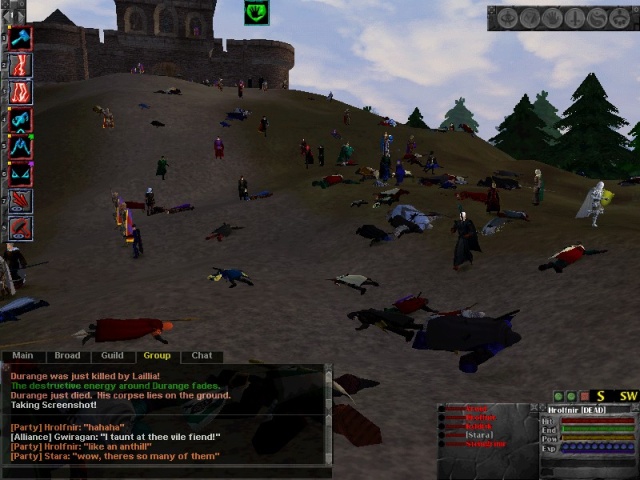 Main Broad Guild Group Chat
Durange was just killed by Laillia!
The destructive energy around Durange fades.
Durange just died. His corpse lies on the ground.
Taking Screenshot!
[Party] Hrolfnir: "hahaha"
[Alliance] Gwiragan: "I taunt at thee vile fiend!"
[Party] Hrolfnir: "like an anthill"
[Party] Stara: "wow, theres so many of them"
S SW
Hrolfnir [DEAD]
Hit
End
Pow
Exp
[Stara]